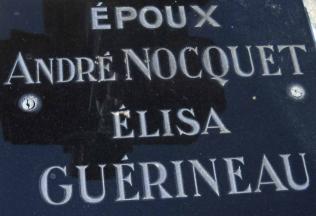 ÉPOUX
ANDRÉ NOCQUET
ÉLISA
GUÉRINEAU